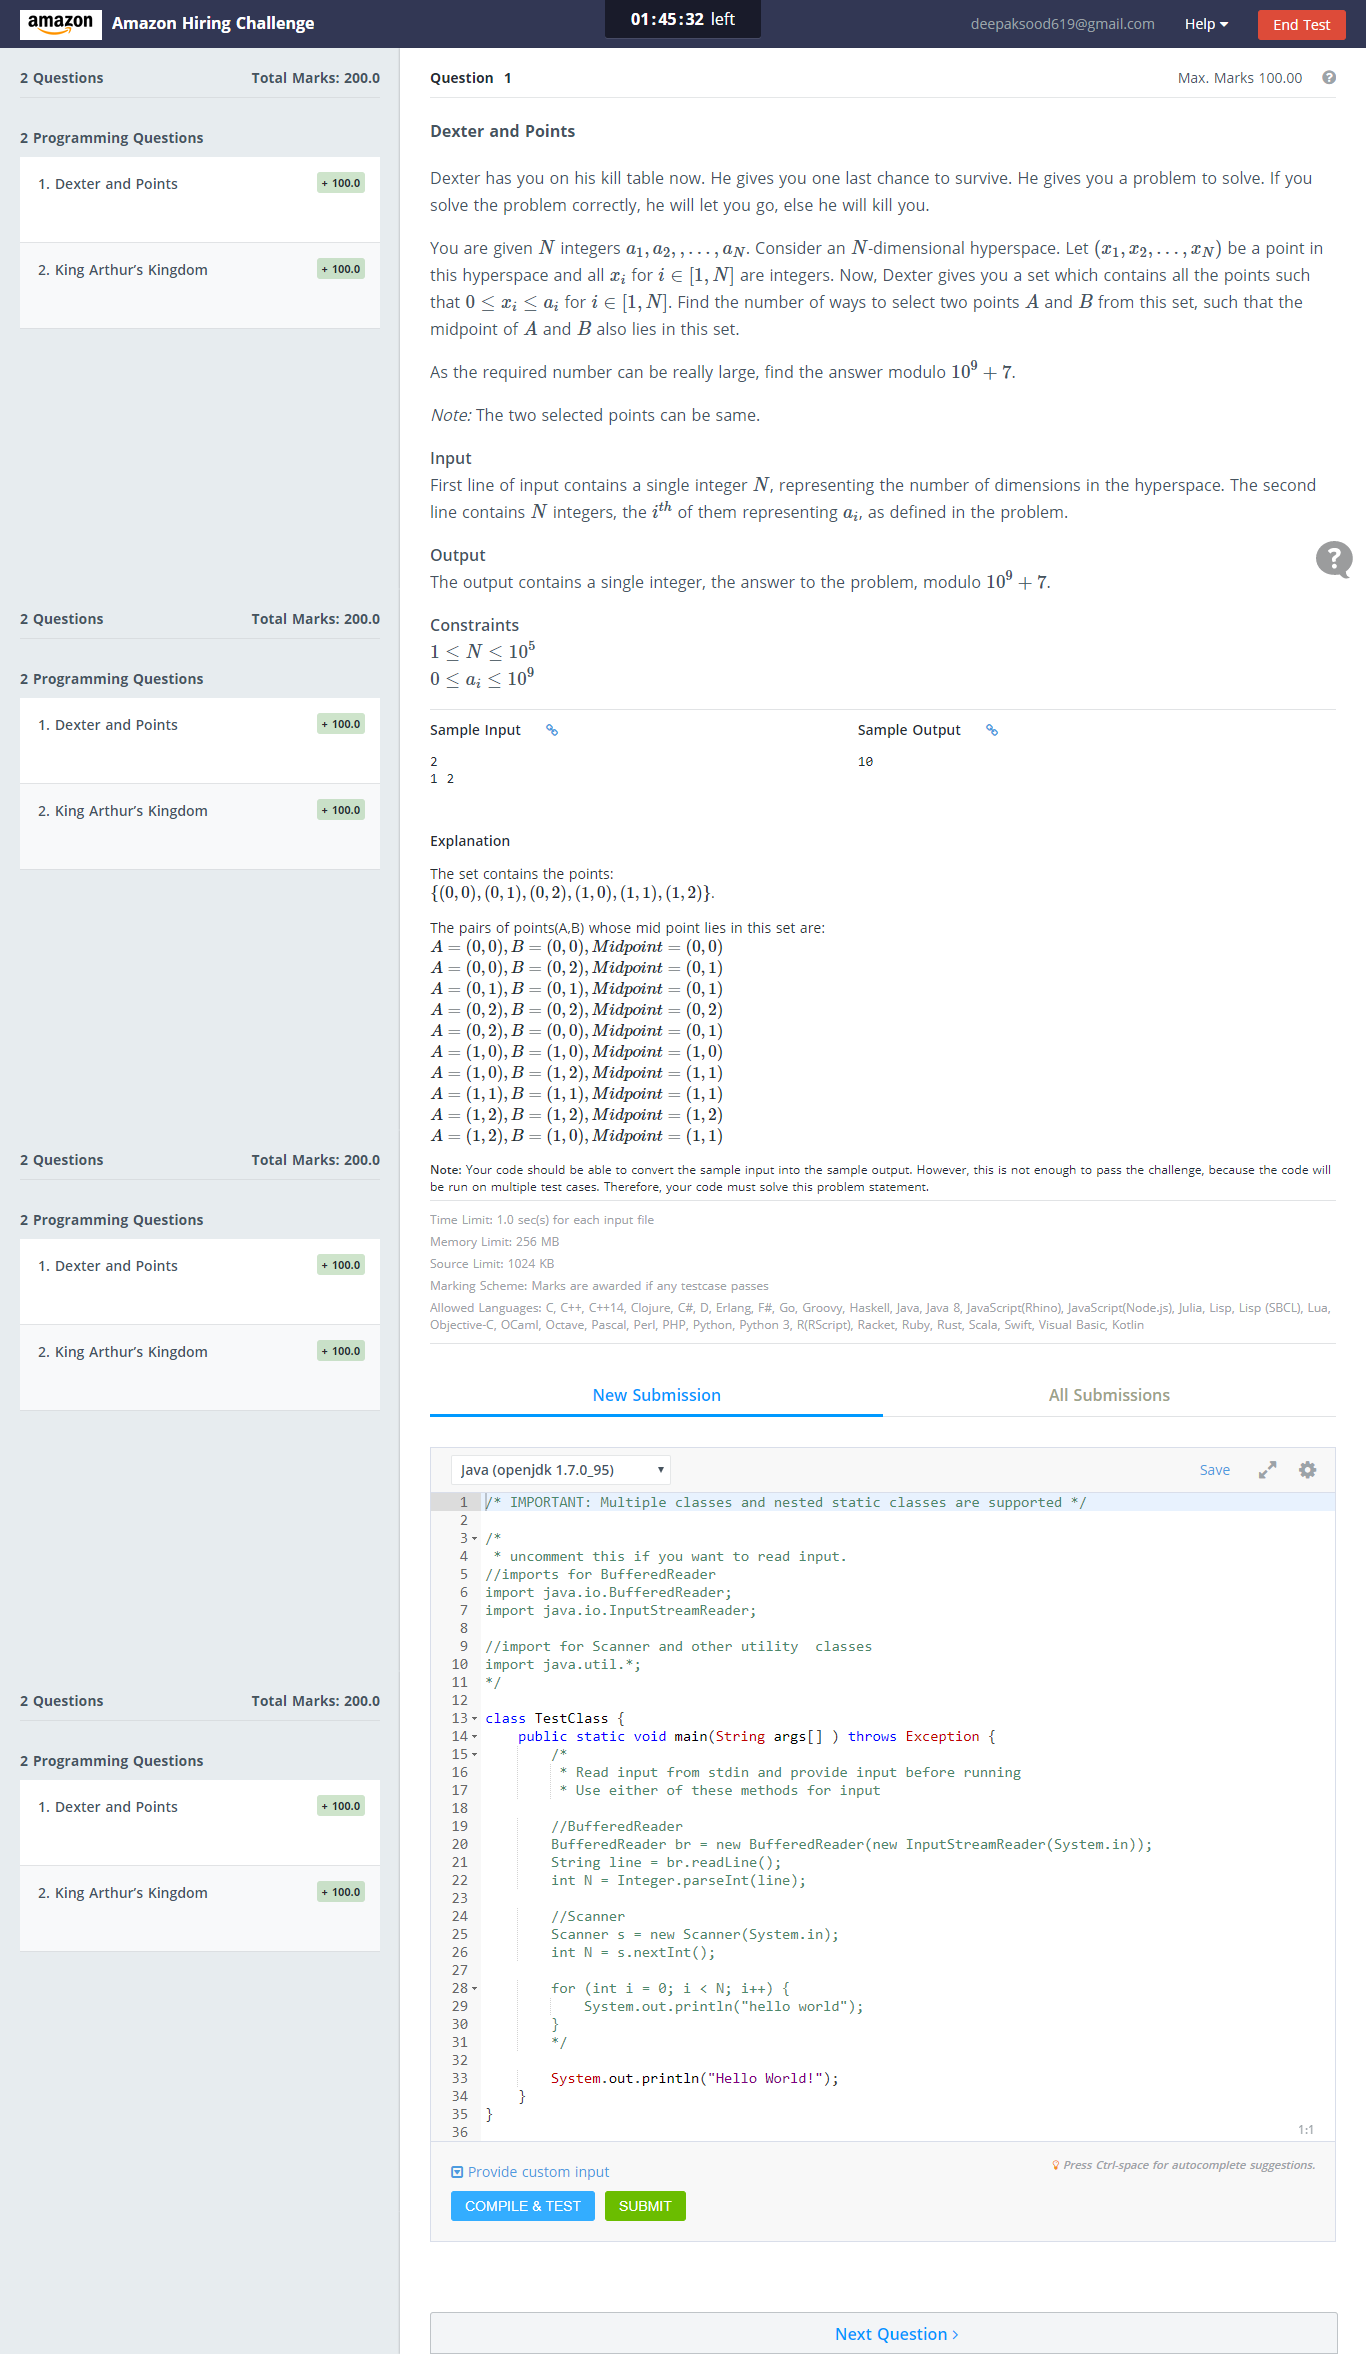 amazon Amazon Hiring Challenge 01:45:32 left deepaksood619@gmail.com Help End Test
2 Questions Total Marks: 200.0
2 Programming Questions
1. Dexter and Points + 100.0
2. King Arthur's Kingdom + 100.0
2 Questions Total Marks: 200.0
2 Programming Questions
1. Dexter and Points + 100.0
2. King Arthur's Kingdom + 100.0
2 Questions Total Marks: 200.0
2 Programming Questions
1. Dexter and Points + 100.0
2. King Arthur's Kingdom + 100.0
2 Questions Total Marks: 200.0
2 Programming Questions
1. Dexter and Points + 100.0
2. King Arthur's Kingdom + 100.0
Question 1 Max. Marks 100.00 ?
Dexter and Points
Dexter has you on his kill table now. He gives you one last chance to survive. He gives you a problem to solve. If you
solve the problem correctly, he will let you go, else he will kill you.
You are given N integers a₁, a₂, , . . . , a_N. Consider an N-dimensional hyperspace. Let (x₁, x₂, . . . , x_N) be a point in
this hyperspace and all x_i for i ∈ [1, N] are integers. Now, Dexter gives you a set which contains all the points such
that 0 ≤ x_i ≤ a_i for i ∈ [1, N]. Find the number of ways to select two points A and B from this set, such that the
midpoint of A and B also lies in this set.
As the required number can be really large, find the answer modulo 10⁹ + 7.
Note: The two selected points can be same.
Input
First line of input contains a single integer N, representing the number of dimensions in the hyperspace. The second
line contains N integers, the i^th of them representing a_i, as defined in the problem.
Output
The output contains a single integer, the answer to the problem, modulo 10⁹ + 7.
?
Constraints
1 ≤ N ≤ 10⁵
0 ≤ a_i ≤ 10⁹
Sample Input Sample Output
2 10
1 2
Explanation
The set contains the points:
{(0, 0), (0, 1), (0, 2), (1, 0), (1, 1), (1, 2)}.
The pairs of points(A,B) whose mid point lies in this set are:
A = (0, 0), B = (0, 0), Midpoint = (0, 0)
A = (0, 0), B = (0, 2), Midpoint = (0, 1)
A = (0, 1), B = (0, 1), Midpoint = (0, 1)
A = (0, 2), B = (0, 2), Midpoint = (0, 2)
A = (0, 2), B = (0, 0), Midpoint = (0, 1)
A = (1, 0), B = (1, 0), Midpoint = (1, 0)
A = (1, 0), B = (1, 2), Midpoint = (1, 1)
A = (1, 1), B = (1, 1), Midpoint = (1, 1)
A = (1, 2), B = (1, 2), Midpoint = (1, 2)
A = (1, 2), B = (1, 0), Midpoint = (1, 1)
Note: Your code should be able to convert the sample input into the sample output. However, this is not enough to pass the challenge, because the code will
be run on multiple test cases. Therefore, your code must solve this problem statement.
Time Limit: 1.0 sec(s) for each input file
Memory Limit: 256 MB
Source Limit: 1024 KB
Marking Scheme: Marks are awarded if any testcase passes
Allowed Languages: C, C++, C++14, Clojure, C#, D, Erlang, F#, Go, Groovy, Haskell, Java, Java 8, JavaScript(Rhino), JavaScript(Node.js), Julia, Lisp, Lisp (SBCL), Lua,
Objective-C, OCaml, Octave, Pascal, Perl, PHP, Python, Python 3, R(RScript), Racket, Ruby, Rust, Scala, Swift, Visual Basic, Kotlin
New Submission All Submissions
Java (openjdk 1.7.0_95) Save
1 /* IMPORTANT: Multiple classes and nested static classes are supported */
2
3 /*
4 * uncomment this if you want to read input.
5 //imports for BufferedReader
6 import java.io.BufferedReader;
7 import java.io.InputStreamReader;
8
9 //import for Scanner and other utility classes
10 import java.util.*;
11 */
12
13 class TestClass {
14 public static void main(String args[] ) throws Exception {
15 /*
16 * Read input from stdin and provide input before running
17 * Use either of these methods for input
18
19 //BufferedReader
20 BufferedReader br = new BufferedReader(new InputStreamReader(System.in));
21 String line = br.readLine();
22 int N = Integer.parseInt(line);
23
24 //Scanner
25 Scanner s = new Scanner(System.in);
26 int N = s.nextInt();
27
28 for (int i = 0; i < N; i++) {
29 System.out.println("hello world");
30 }
31 */
32
33 System.out.println("Hello World!");
34 }
35 }
36
1:1
Provide custom input Press Ctrl-space for autocomplete suggestions.
COMPILE & TEST SUBMIT
Next Question >